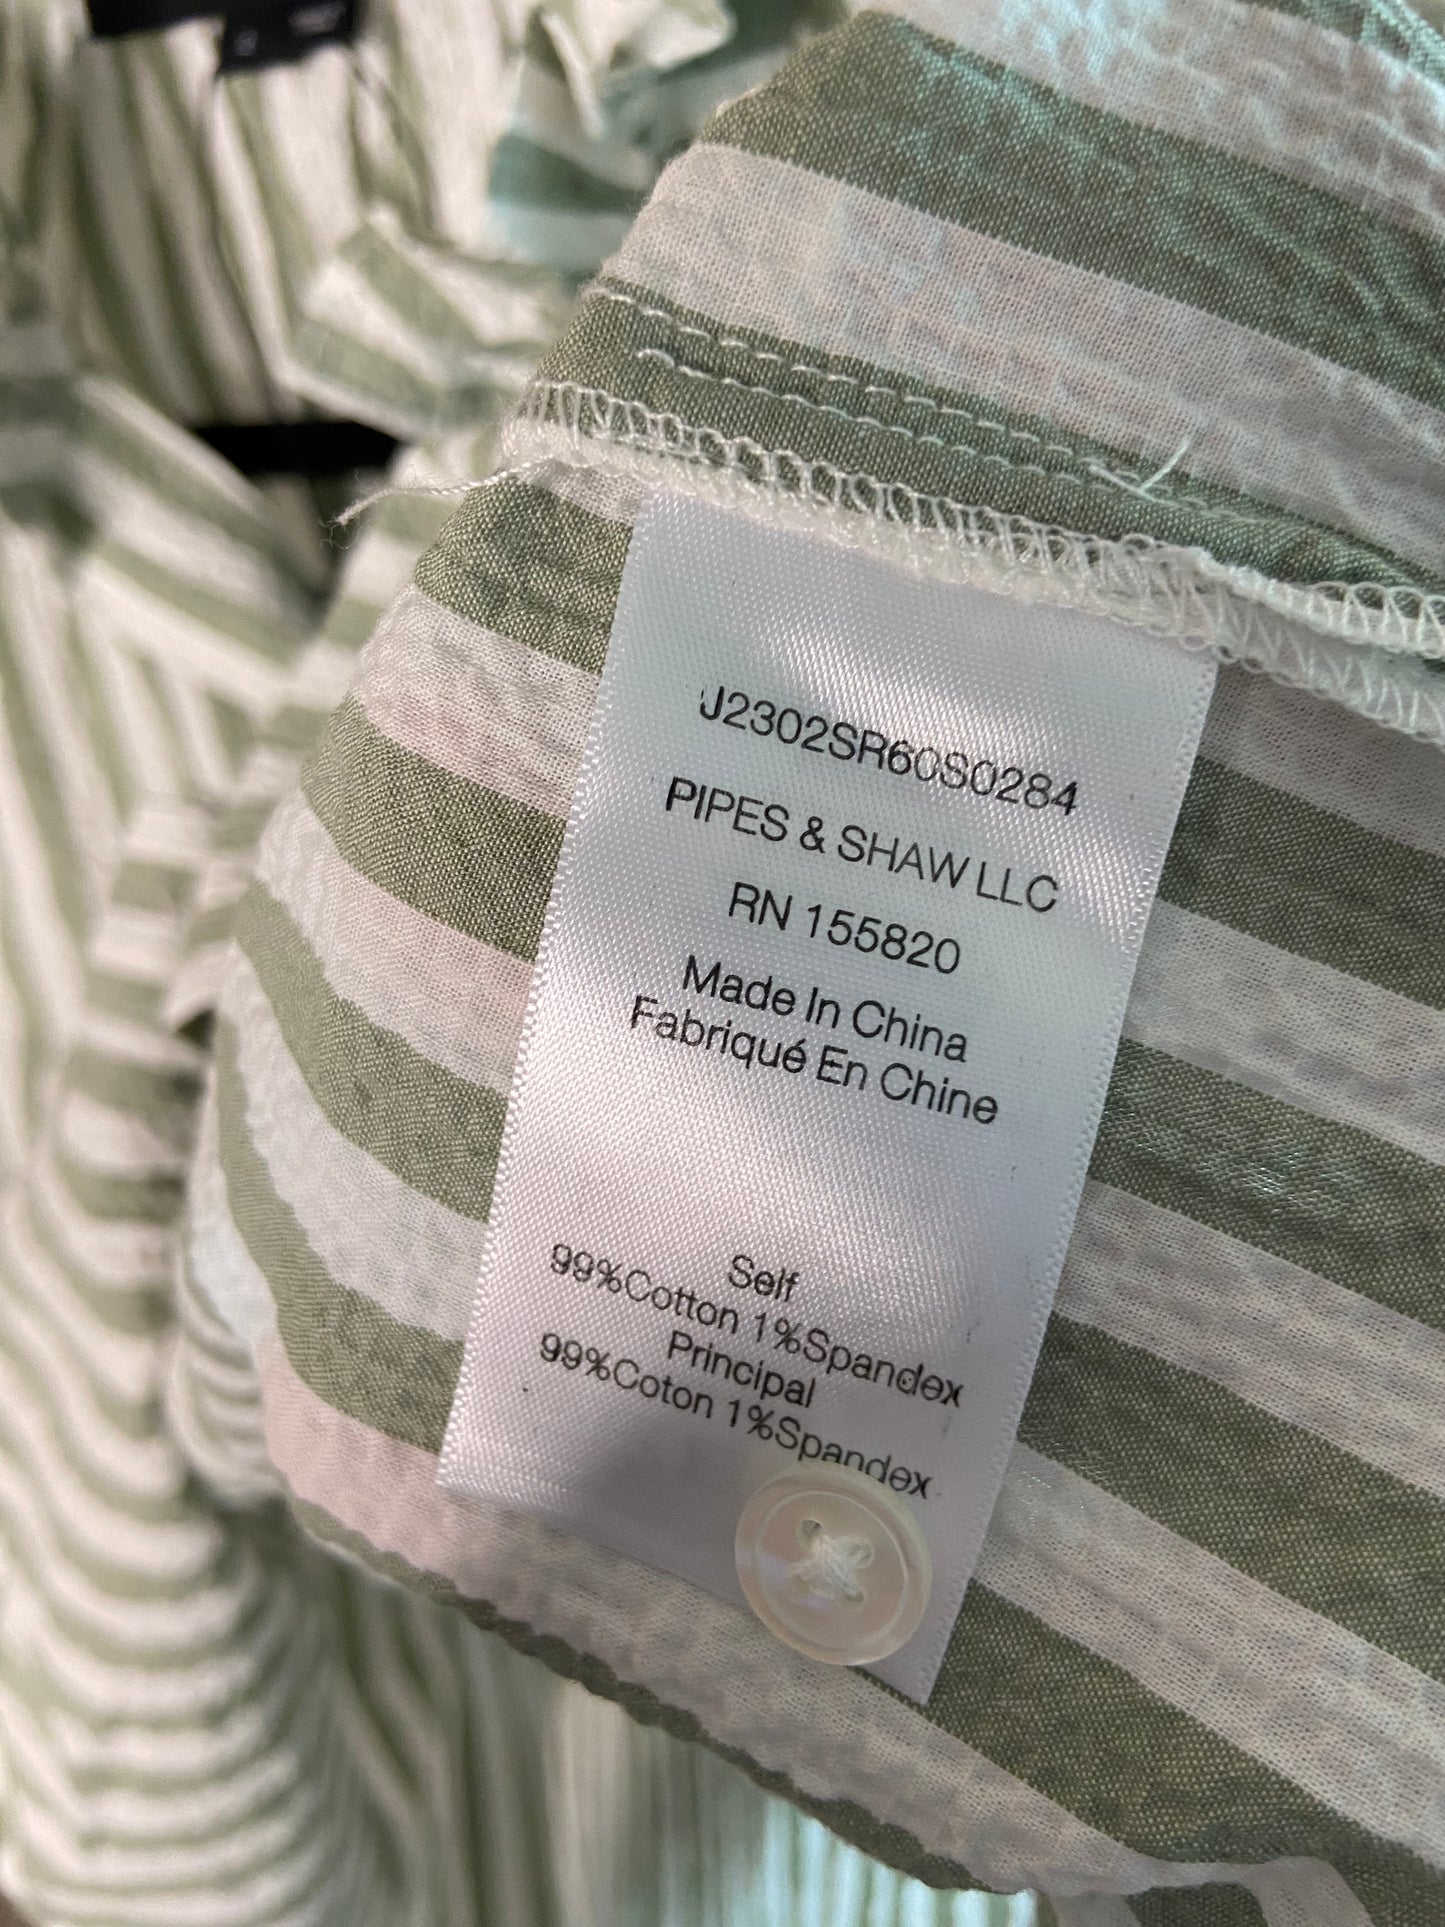 J2302SR60S0284
PIPES & SHAW LLC
RN 155820
Made In China
Fabriqué En Chine
Self
99%Cotton 1%Spandex
Principal
99%Coton 1%Spandex